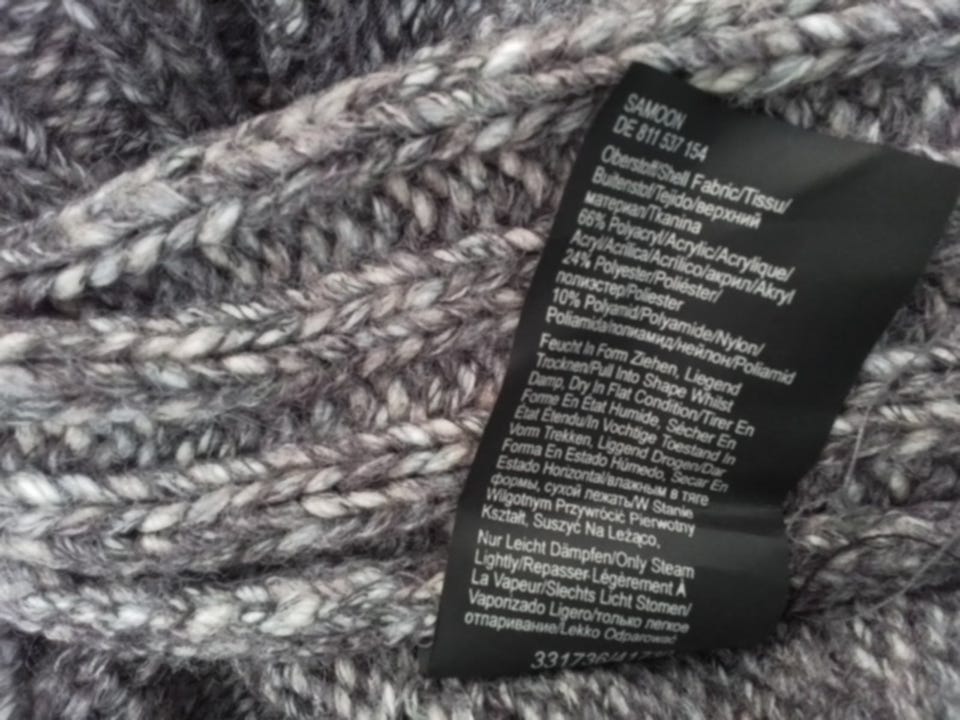 SAMOON
DE 811 537 154
Oberstoff/Shell Fabric/Tissu/
Buitenstof/Tejido/верхний
материал/Tkanina
66% Polyacryl/Acrylic/Acrylique/
Acryl/Acrilica/Acrílico/акрил/Akryl
24% Polyester/Poliéster/
полиэстер/Poliester
10% Polyamid/Polyamide/Nylon/
Poliamida/полиамид/нейлон/Poliamid
Feucht In Form Ziehen, Liegend
Trocknen/Pull Into Shape Whilst
Damp, Dry In Flat Condition/Tirer En
Forme En État Humide, Sécher En
État Étendu/In Vochtige Toestand In
Vorm Trekken, Liggend Drogen/Dar
Forma En Estado Húmedo, Secar En
Estado Horizontal/влажным в тяге
формы, сухой лежать/W Stanie
Wilgotnym Przywrócić Pierwotny
Kształt, Suszyć Na Leżąco.
Nur Leicht Dämpfen/Only Steam
Lightly/Repasser Légèrement À
La Vapeur/Slechts Licht Stomen/
Vaporizado Ligero/только легкое
отпаривание/Lekko Odparować